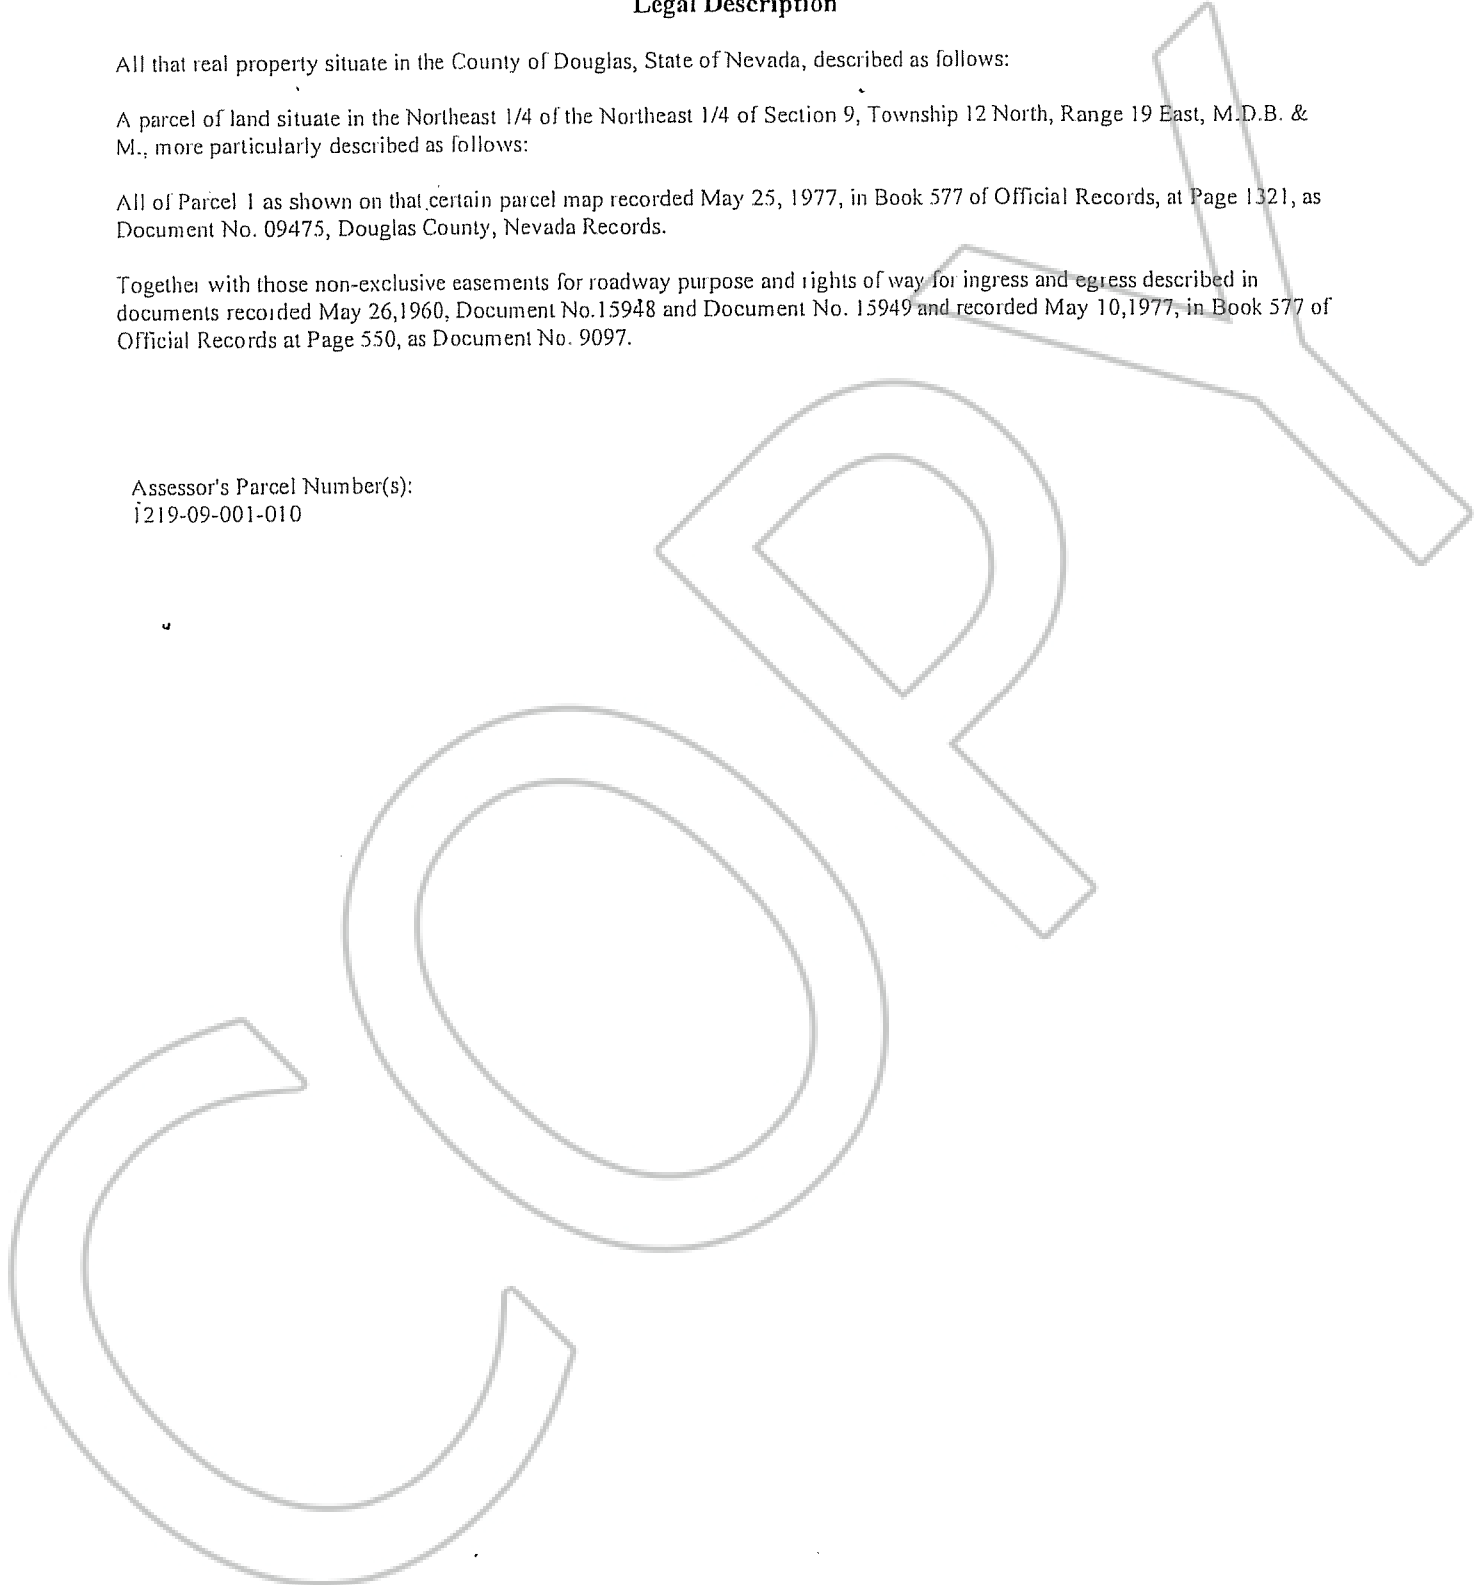 Legal Description
All that real property situate in the County of Douglas, State of Nevada, described as follows:
A parcel of land situate in the Northeast 1/4 of the Northeast 1/4 of Section 9, Township 12 North, Range 19 East, M.D.B. &
M., more particularly described as follows:
All of Parcel 1 as shown on that certain parcel map recorded May 25, 1977, in Book 577 of Official Records, at Page 1321, as
Document No. 09475, Douglas County, Nevada Records.
Together with those non-exclusive easements for roadway purpose and rights of way for ingress and egress described in
documents recorded May 26,1960, Document No.15948 and Document No. 15949 and recorded May 10,1977, in Book 577 of
Official Records at Page 550, as Document No. 9097.
Assessor's Parcel Number(s):
1219-09-001-010
COPY